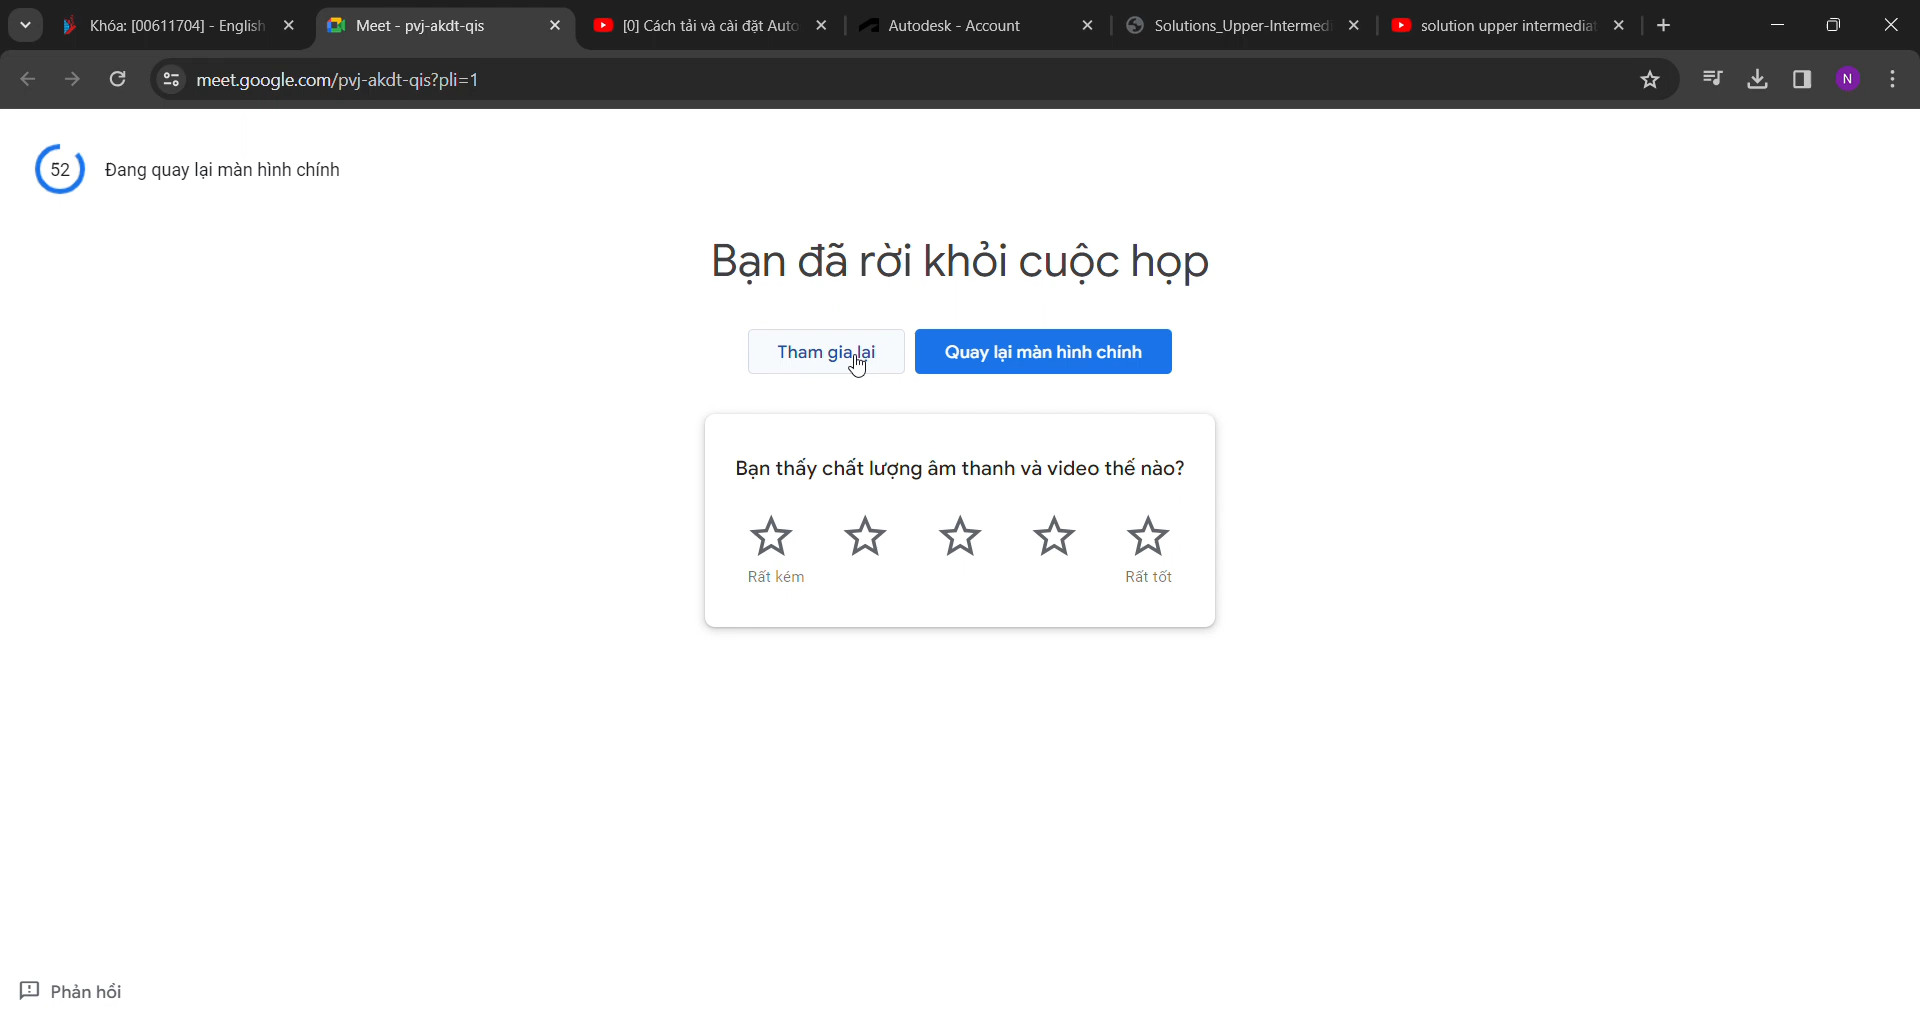 Khóa: [00611704] - English
Meet - pvj-akdt-qis
[0] Cách tải và cài đặt Auto
Autodesk - Account
Solutions_Upper-Intermedi
solution upper intermediat
meet.google.com/pvj-akdt-qis?pli=1
N
52
Đang quay lại màn hình chính
Bạn đã rời khỏi cuộc họp
Tham gia lại
Quay lại màn hình chính
Bạn thấy chất lượng âm thanh và video thế nào?
Rất kém
Rất tốt
Phản hồi